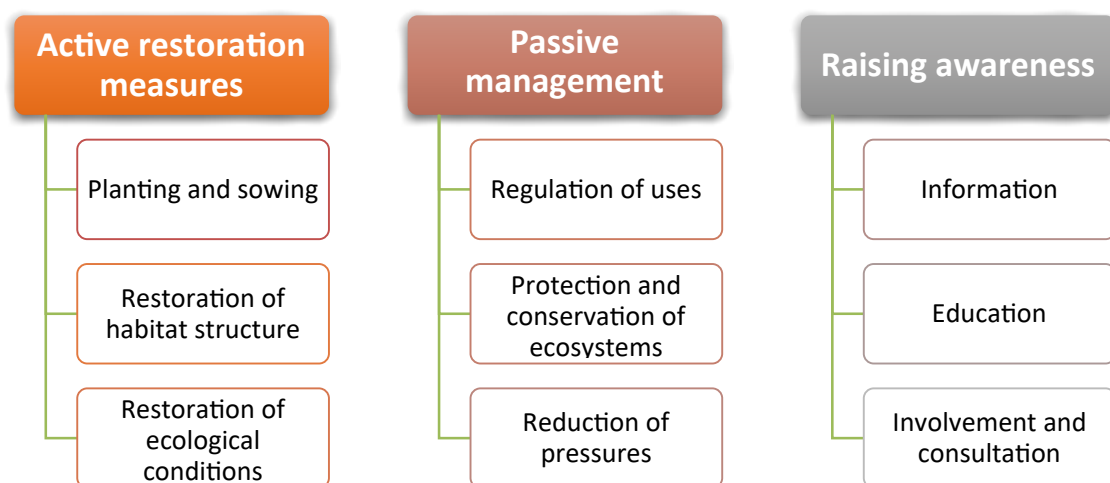 Active restoration
measures
Planting and sowing
Restoration of
habitat structure
Restoration of
ecological
conditions
Passive
management
Regulation of uses
Protection and
conservation of
ecosystems
Reduction of
pressures
Raising awareness
Information
Education
Involvement and
consultation